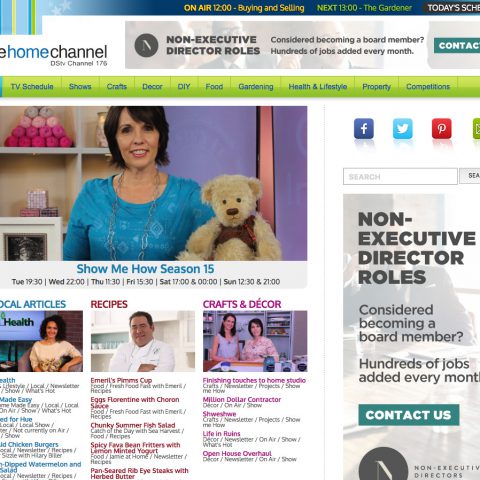 ON AIR 12:00 - Buying and Selling NEXT 13:00 - The Gardener TODAY'S SCHE
ehomechannel
DStv Channel 176
N
NON-EXECUTIVE
DIRECTOR ROLES
Considered becoming a board member?
Hundreds of jobs added every month.
CONTACT
TV Schedule Shows Crafts Decor DIY Food Gardening Health & Lifestyle Property Competitions
Show Me How Season 15
Tue 19:30 | Wed 22:00 | Thu 11:30 | Fri 15:30 | Sat 17:00 & 00:00 | Sun 12:30 & 21:00
SEARCH SEA
OCAL ARTICLES
Health
ealth
Lifestyle / Local / Newsletter
/ Show / What's Hot
Made Easy
ome Made Easy / Local /
On Air / Show / What's
ed for Hue
Local / Local Show /
etter / Not currently on Air /
/ Show
id Chicken Burgers
/ Sizzle with Hilary Biller
n-Dipped Watermelon and
Salad
RECIPES
Emeril's Pimms Cup
Food / Fresh Food Fast with Emeril /
Recipes
Eggs Florentine with Choron
Sauce
Food / Fresh Food Fast with Emeril /
Recipes
Chunky Summer Fish Salad
Catch of the Day with Sea Harvest /
Food / Recipes
Spicy Fava Bean Fritters with
Lemon Minted Yogurt
Food / Jamie at Home / Newsletter /
Recipes
Pan-Seared Rib Eye Steaks with
Herbed Butter
CRAFTS & DÉCOR
Finishing touches to home studio
Crafts / Newsletter / Projects / Show
me How
Million Dollar Contractor
Décor / On Air / Show
Shweshwe
Crafts / Newsletter / Projects / Show
me How
Life in Ruins
Décor / Newsletter / On Air / Show
Open House Overhaul
Décor / Newsletter / On Air / Show
NON-
EXECUTIVE
DIRECTOR
ROLES
Considered
becoming a
board member?
Hundreds of jobs
added every month.
CONTACT US
N
NON-EXECUTIVE
DIRECTORS